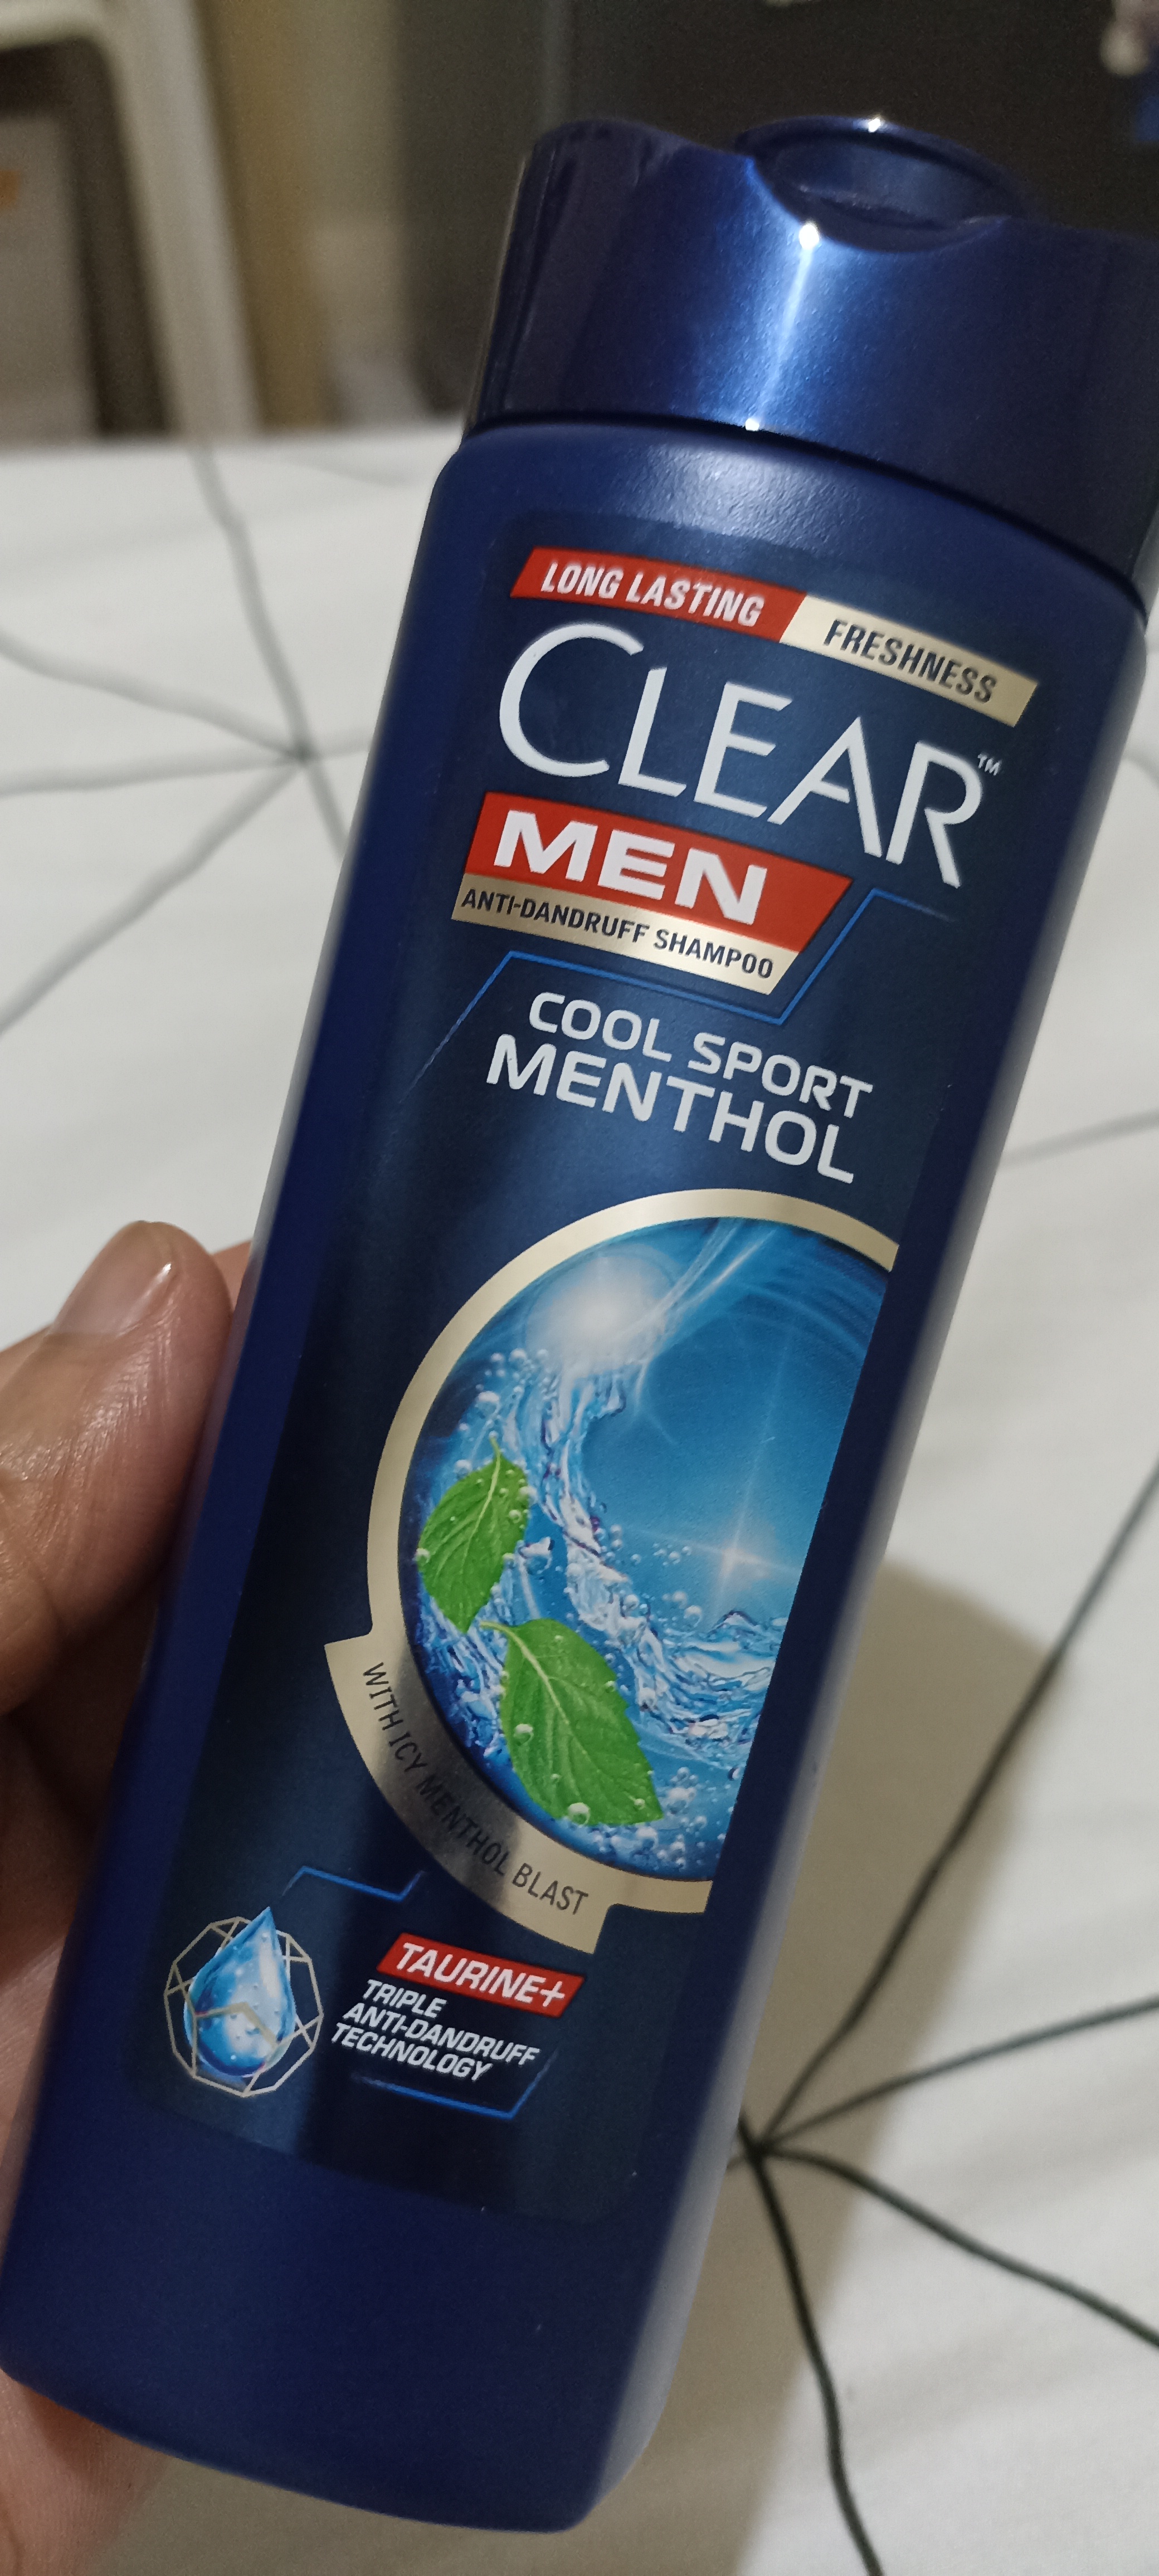 LONG LASTING FRESHNESS
CLEAR™
MEN
ANTI-DANDRUFF SHAMPOO
COOL SPORT
MENTHOL
WITH ICY MENTHOL BLAST
TAURINE+
TRIPLE
ANTI-DANDRUFF
TECHNOLOGY